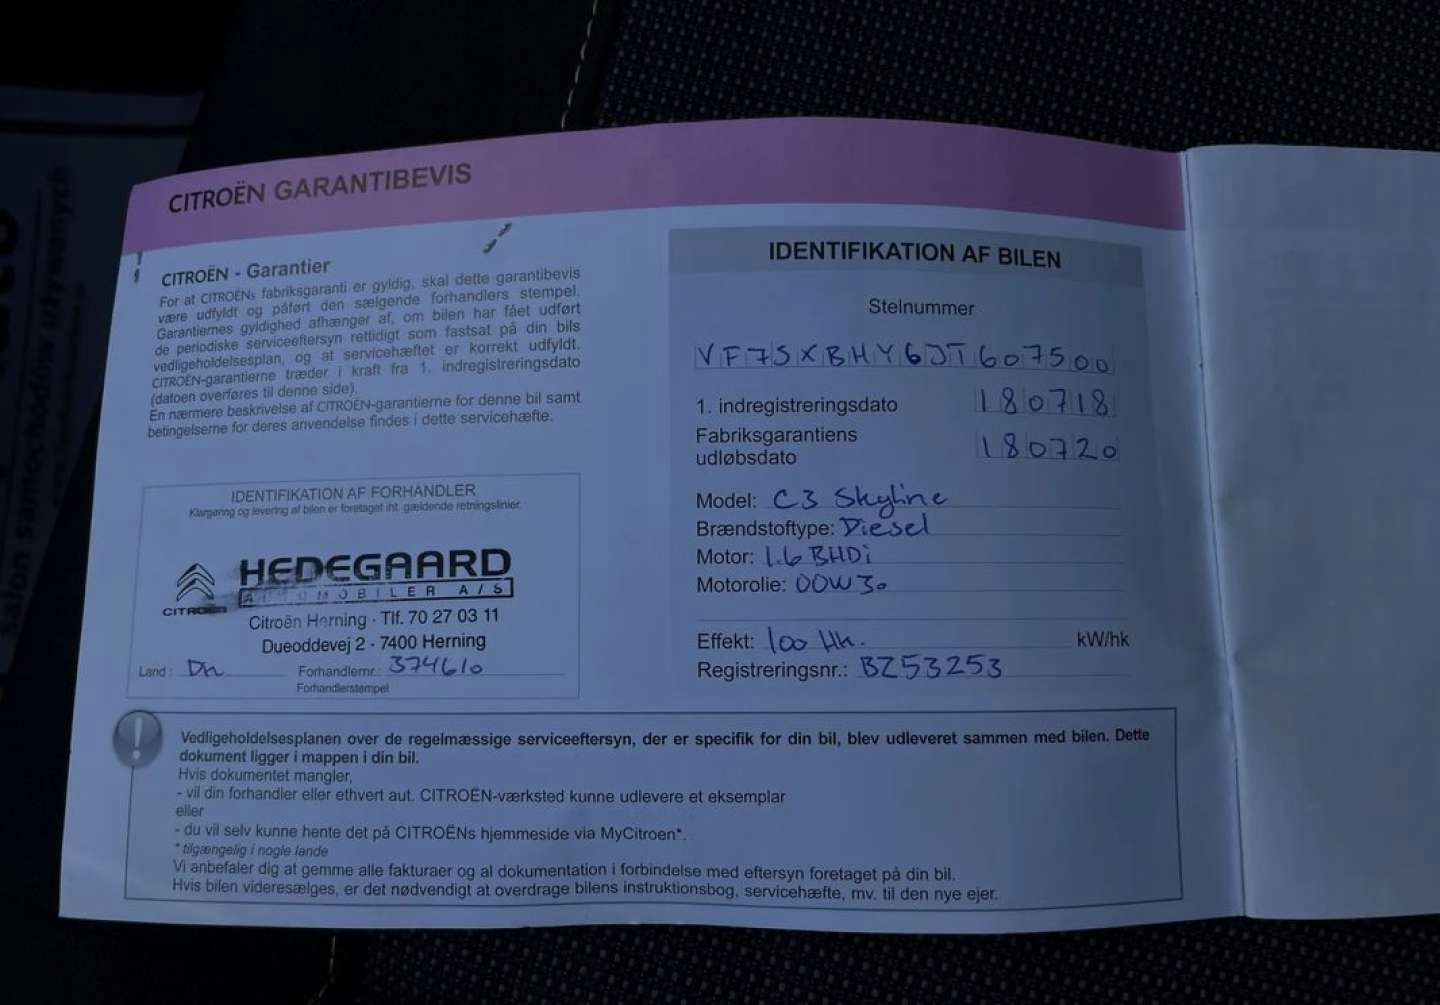 CITROËN GARANTIBEVIS
CITROËN - Garantier
For at CITROËNs fabriksgaranti er gyldig, skal dette garantibevis
være udfyldt og påført den sælgende forhandlers stempel.
Garantiernes gyldighed afhænger af, om bilen har fået udført
de periodiske serviceeftersyn rettidigt som fastsat på din bils
vedligeholdelsesplan, og at servicehæftet er korrekt udfyldt.
CITROËN-garantierne træder i kraft fra 1. indregistreringsdato
(datoen overføres til denne side).
En nærmere beskrivelse af CITROËN-garantierne for denne bil samt
betingelserne for deres anvendelse findes i dette servicehæfte.
IDENTIFIKATION AF FORHANDLER
Klargøring og levering af bilen er foretaget iht. gældende retningslinier.
HEDEGAARD
AUTOMOBILER A/S
CITROËN
Citroën Herning · Tlf. 70 27 03 11
Dueoddevej 2 · 7400 Herning
Land: Dn Forhandlernr.: 374610
Forhandlerstempel
IDENTIFIKATION AF BILEN
Stelnummer
VF7SXBHY6JT607500
1. indregistreringsdato 180718
Fabriksgarantiens
udløbsdato 180720
Model: C3 Skyline
Brændstoftype: Diesel
Motor: 1.6 BHDi
Motorolie: 00W30
Effekt: 100 Hk. kW/hk
Registreringsnr.: BZ53253
Vedligeholdelsesplanen over de regelmæssige serviceeftersyn, der er specifik for din bil, blev udleveret sammen med bilen. Dette
dokument ligger i mappen i din bil.
Hvis dokumentet mangler,
- vil din forhandler eller ethvert aut. CITROËN-værksted kunne udlevere et eksemplar
eller
- du vil selv kunne hente det på CITROËNs hjemmeside via MyCitroen*.
* tilgængelig i nogle lande
Vi anbefaler dig at gemme alle fakturaer og al dokumentation i forbindelse med eftersyn foretaget på din bil.
Hvis bilen videresælges, er det nødvendigt at overdrage bilens instruktionsbog, servicehæfte, mv. til den nye ejer.
salon samochodów używanych